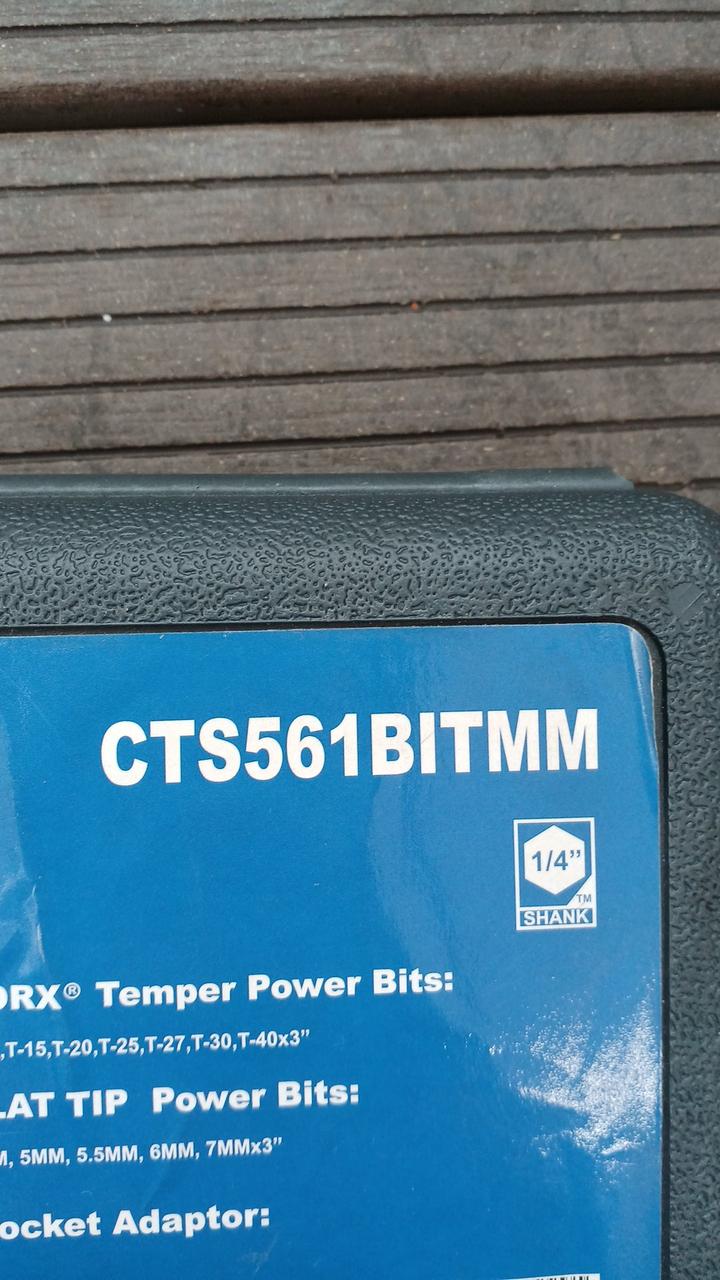 CTS561BITMM
1/4”
TM
SHANK
ORX® Temper Power Bits:
,T-15,T-20,T-25,T-27,T-30,T-40x3”
LAT TIP Power Bits:
M, 5MM, 5.5MM, 6MM, 7MMx3”
ocket Adaptor: